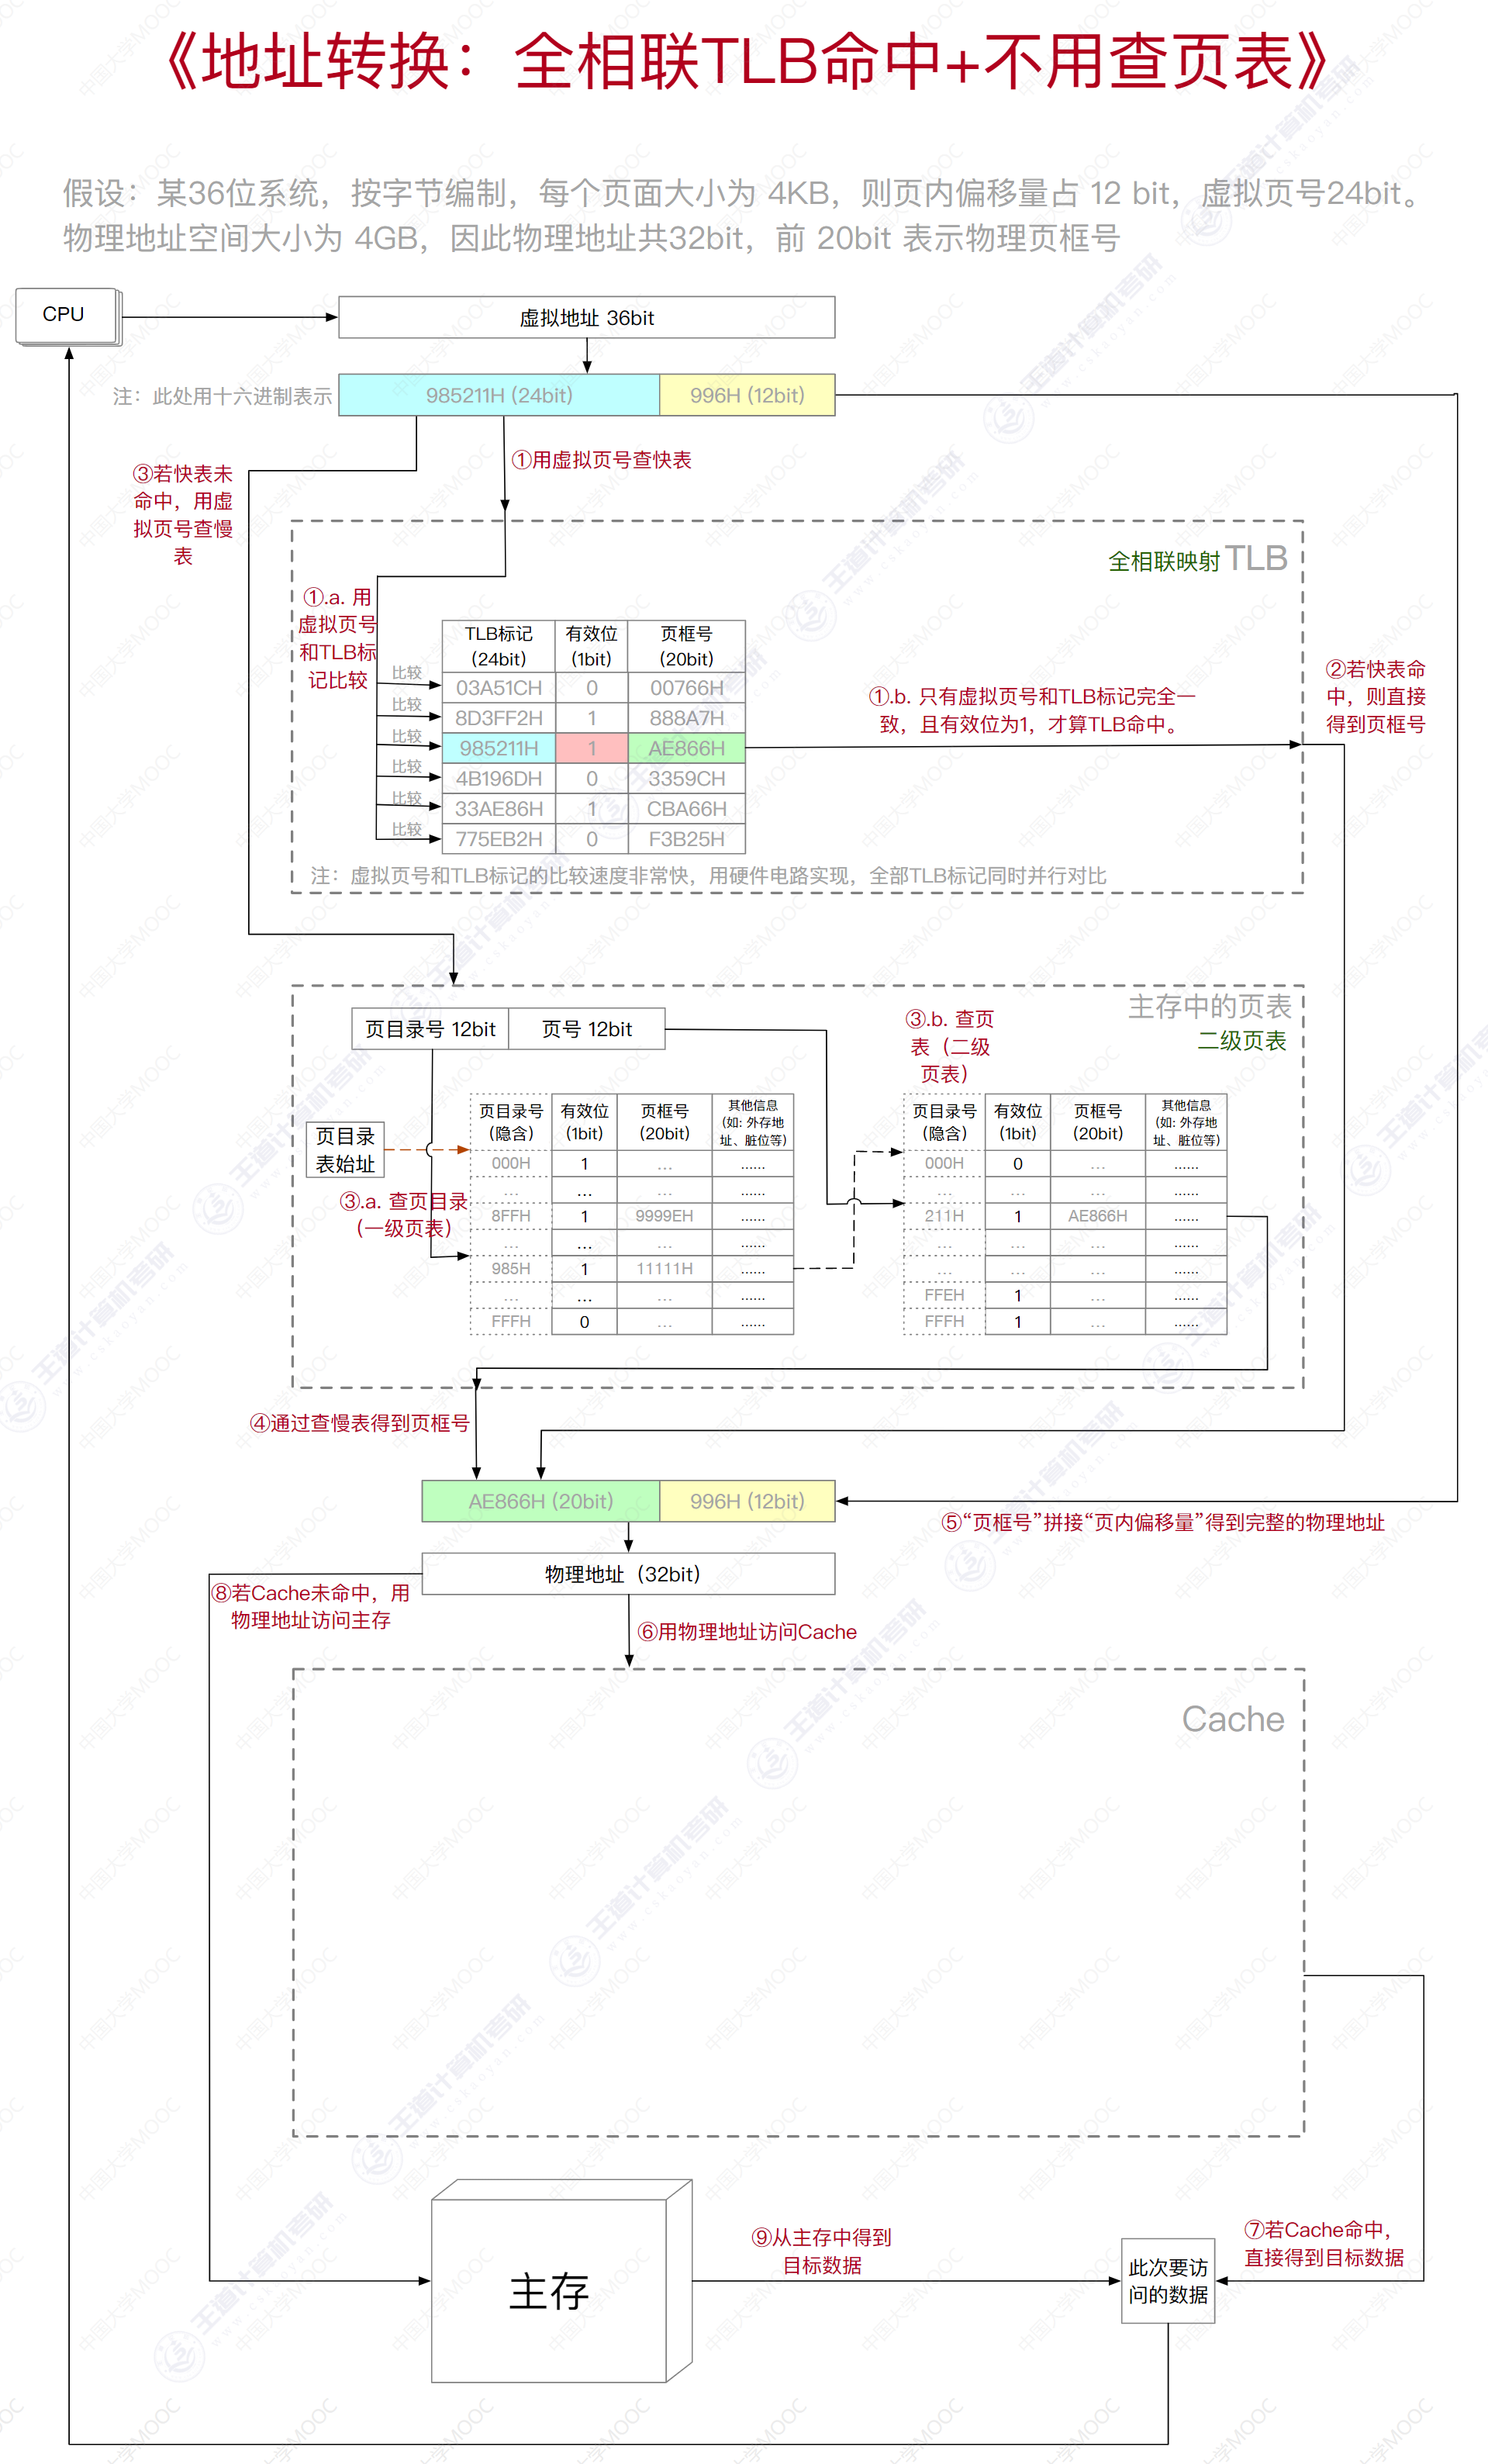 《地址转换：全相联TLB命中+不用查页表》
假设：某36位系统，按字节编制，每个页面大小为 4KB，则页内偏移量占 12 bit，虚拟页号24bit。
物理地址空间大小为 4GB，因此物理地址共32bit，前 20bit 表示物理页框号
CPU
虚拟地址 36bit
注：此处用十六进制表示
985211H (24bit)
996H (12bit)
③若快表未
命中，用虚
拟页号查慢
表
①用虚拟页号查快表
全相联映射 TLB
①.a. 用
虚拟页号
和TLB标
记比较
TLB标记
(24bit)
有效位
(1bit)
页框号
(20bit)
比较
03A51CH 0 00766H
比较
8D3FF2H 1 888A7H
比较
985211H 1 AE866H
比较
4B196DH 0 3359CH
比较
33AE86H 1 CBA66H
比较
775EB2H 0 F3B25H
①.b. 只有虚拟页号和TLB标记完全一
致，且有效位为1，才算TLB命中。
②若快表命
中，则直接
得到页框号
注：虚拟页号和TLB标记的比较速度非常快，用硬件电路实现，全部TLB标记同时并行对比
主存中的页表
二级页表
页目录号 12bit
页号 12bit
③.b. 查页
表（二级
页表）
页目录
表始址
③.a. 查页目录
（一级页表）
页目录号
(隐含)
有效位
(1bit)
页框号
(20bit)
其他信息
(如: 外存地
址、脏位等)
000H 1 ... ......
... ... ... ......
8FFH 1 9999EH ......
... ... ... ......
985H 1 11111H ......
... ... ... ......
FFFH 0 ... ......
页目录号
(隐含)
有效位
(1bit)
页框号
(20bit)
其他信息
(如: 外存地
址、脏位等)
000H 0 ... ......
... ... ... ......
211H 1 AE866H ......
... ... ... ......
... ... ... ......
FFEH 1 ... ......
FFFH 1 ... ......
④通过查慢表得到页框号
AE866H (20bit)
996H (12bit)
⑤“页框号”拼接“页内偏移量”得到完整的物理地址
物理地址（32bit)
⑧若Cache未命中，用
物理地址访问主存
⑥用物理地址访问Cache
Cache
主存
⑨从主存中得到
目标数据
此次要访
问的数据
⑦若Cache命中，
直接得到目标数据
中国大学MOOC
王道计算机考研
www.cskaoyan.com